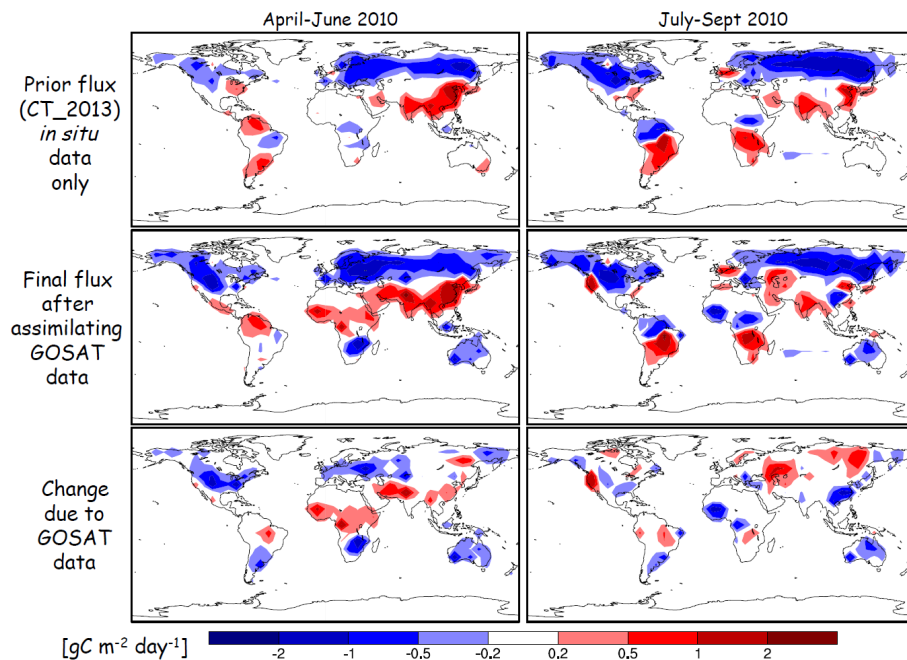 April-June 2010
July-Sept 2010
Prior flux
(CT_2013)
in situ
data
only
Final flux
after
assimilating
GOSAT
data
Change
due to
GOSAT
data
[gC m⁻² day⁻¹]
-2 -1 -0.5 -0.2 0.2 0.5 1 2